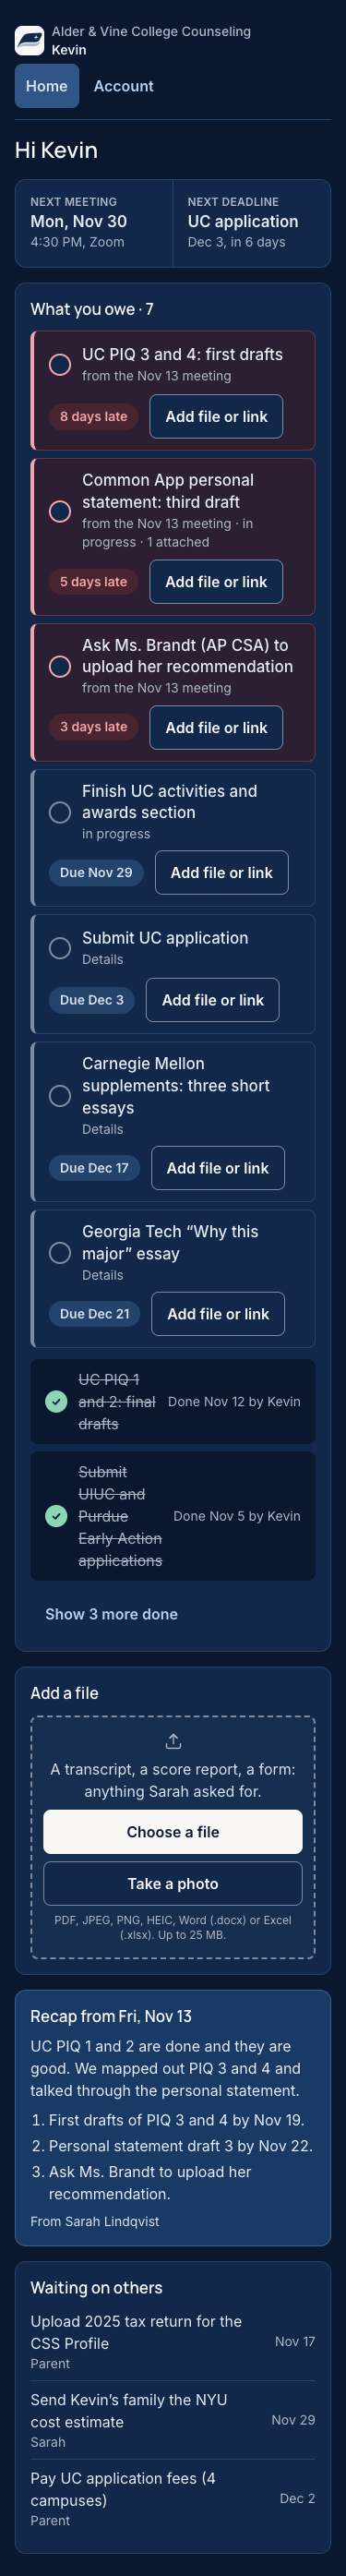 Alder & Vine College Counseling
Kevin
Home
Account
Hi Kevin
NEXT MEETING
Mon, Nov 30
4:30 PM, Zoom
NEXT DEADLINE
UC application
Dec 3, in 6 days
What you owe · 7
UC PIQ 3 and 4: first drafts
from the Nov 13 meeting
8 days late
Add file or link
Common App personal
statement: third draft
from the Nov 13 meeting · in
progress · 1 attached
5 days late
Add file or link
Ask Ms. Brandt (AP CSA) to
upload her recommendation
from the Nov 13 meeting
3 days late
Add file or link
Finish UC activities and
awards section
in progress
Due Nov 29
Add file or link
Submit UC application
Details
Due Dec 3
Add file or link
Carnegie Mellon
supplements: three short
essays
Details
Due Dec 17
Add file or link
Georgia Tech “Why this
major” essay
Details
Due Dec 21
Add file or link
UC PIQ 1
and 2: final
drafts
Done Nov 12 by Kevin
Submit
UIUC and
Purdue
Early Action
applications
Done Nov 5 by Kevin
Show 3 more done
Add a file
A transcript, a score report, a form:
anything Sarah asked for.
Choose a file
Take a photo
PDF, JPEG, PNG, HEIC, Word (.docx) or Excel
(.xlsx). Up to 25 MB.
Recap from Fri, Nov 13
UC PIQ 1 and 2 are done and they are
good. We mapped out PIQ 3 and 4 and
talked through the personal statement.
1. First drafts of PIQ 3 and 4 by Nov 19.
2. Personal statement draft 3 by Nov 22.
3. Ask Ms. Brandt to upload her
recommendation.
From Sarah Lindqvist
Waiting on others
Upload 2025 tax return for the
CSS Profile
Parent
Nov 17
Send Kevin’s family the NYU
cost estimate
Sarah
Nov 29
Pay UC application fees (4
campuses)
Parent
Dec 2